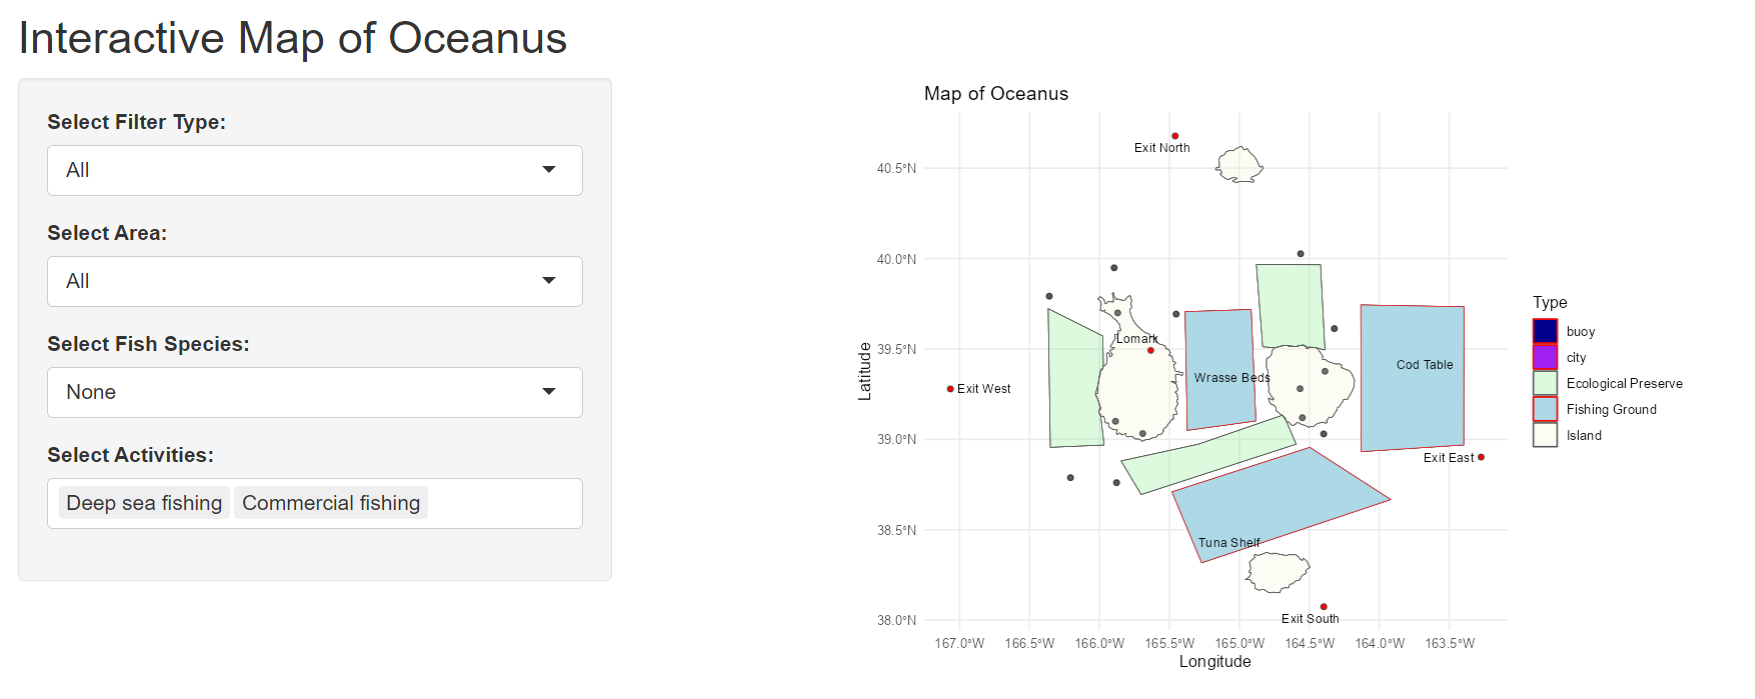 Interactive Map of Oceanus
Select Filter Type:
All
Select Area:
All
Select Fish Species:
None
Select Activities:
Deep sea fishing Commercial fishing
Map of Oceanus
Exit North
40.5°N
40.0°N
Lomark
39.5°N
Cod Table
Wrasse Beds
Exit West
39.0°N
Exit East
38.5°N
Tuna Shelf
38.0°N
Exit South
167.0°W 166.5°W 166.0°W 165.5°W 165.0°W 164.5°W 164.0°W 163.5°W
Longitude
Latitude
Type
buoy
city
Ecological Preserve
Fishing Ground
Island